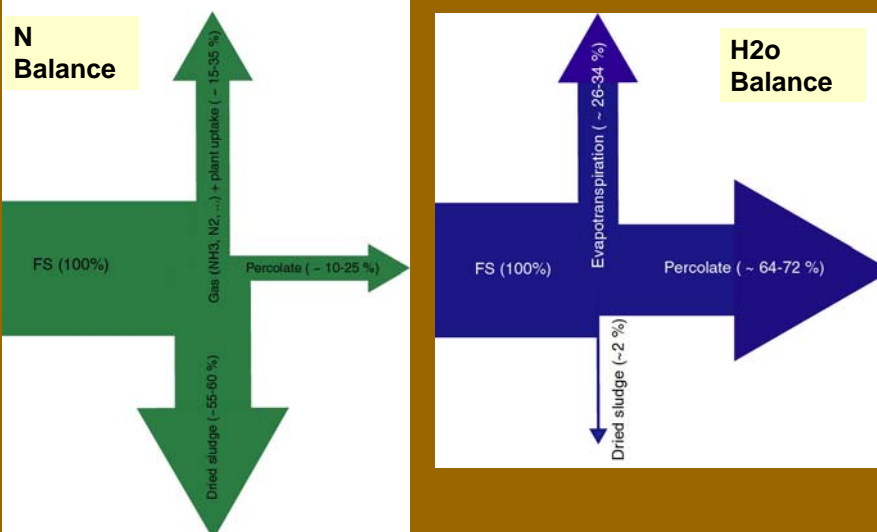 N
Balance
Gas (NH3, N2, ...) + plant uptake ( ~ 15-35 %)
FS (100%)
Percolate ( ~ 10-25 %)
Dried sludge (~55-60 %)
H2o
Balance
Evapotranspiration ( ~ 26-34 %)
FS (100%)
Percolate ( ~ 64-72 %)
Dried sludge (~2 %)